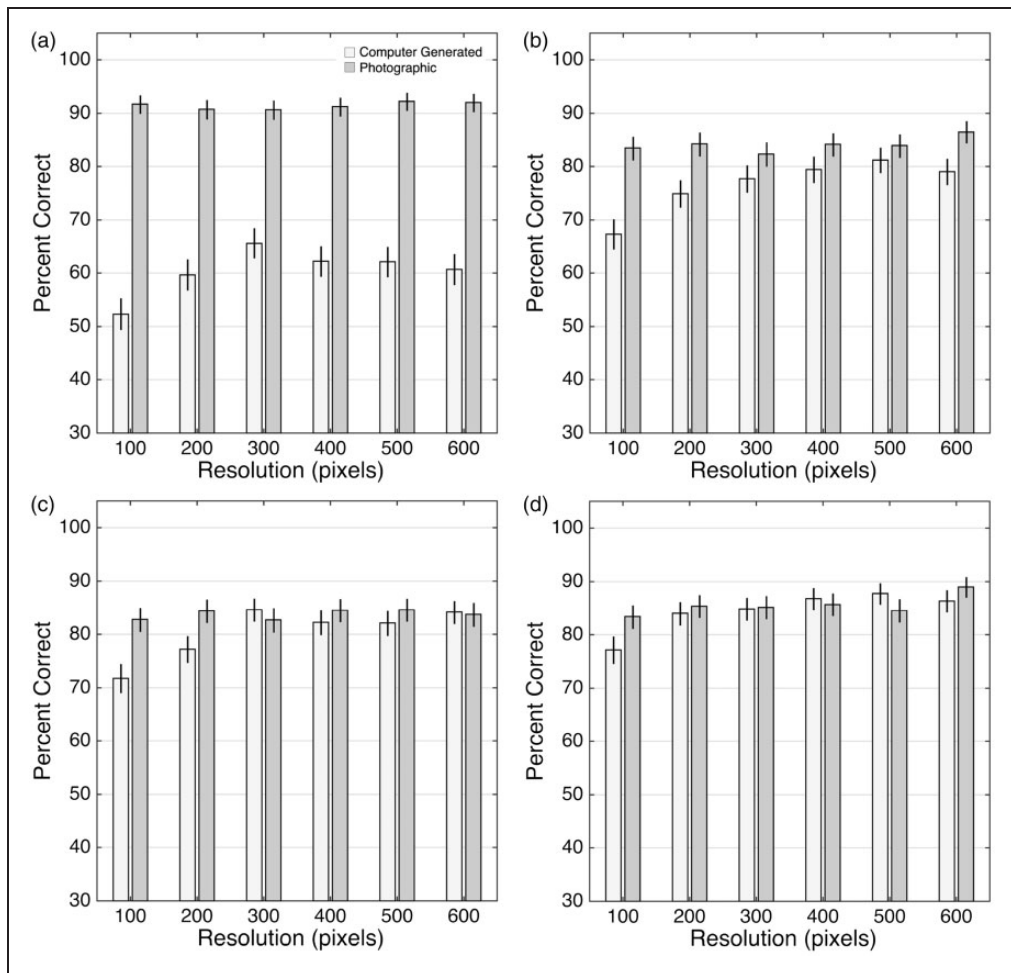 (a)
Computer Generated
Photographic
Percent Correct
100
90
80
70
60
50
40
30
100 200 300 400 500 600
Resolution (pixels)
(b)
Percent Correct
100
90
80
70
60
50
40
30
100 200 300 400 500 600
Resolution (pixels)
(c)
Percent Correct
100
90
80
70
60
50
40
30
100 200 300 400 500 600
Resolution (pixels)
(d)
Percent Correct
100
90
80
70
60
50
40
30
100 200 300 400 500 600
Resolution (pixels)